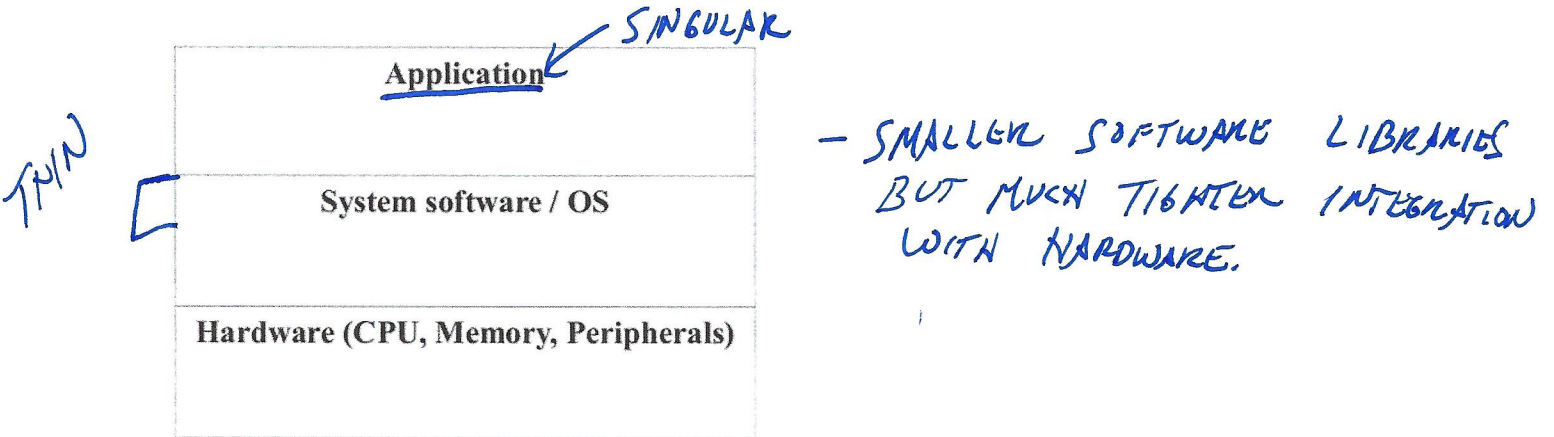 SINGULAR
Application
THIN
System software / OS
Hardware (CPU, Memory, Peripherals)
- SMALLER SOFTWARE LIBRARIES
BUT MUCH TIGHTER INTEGRATION
WITH HARDWARE.